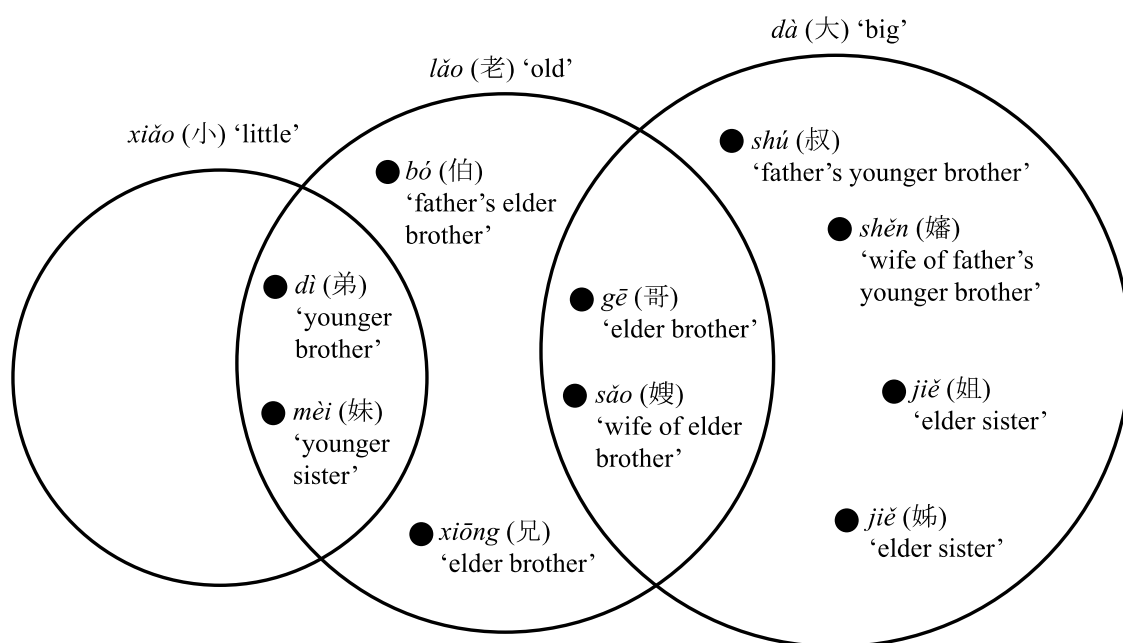 dà (大) ‘big’
lǎo (老) ‘old’
xiǎo (小) ‘little’
bó (伯)
‘father’s elder
brother’
dì (弟)
‘younger
brother’
mèi (妹)
‘younger
sister’
xiōng (兄)
‘elder brother’
gē (哥)
‘elder brother’
sǎo (嫂)
‘wife of elder
brother’
shú (叔)
‘father’s younger brother’
shěn (嬸)
‘wife of father’s
younger brother’
jiě (姐)
‘elder sister’
jiě (姊)
‘elder sister’